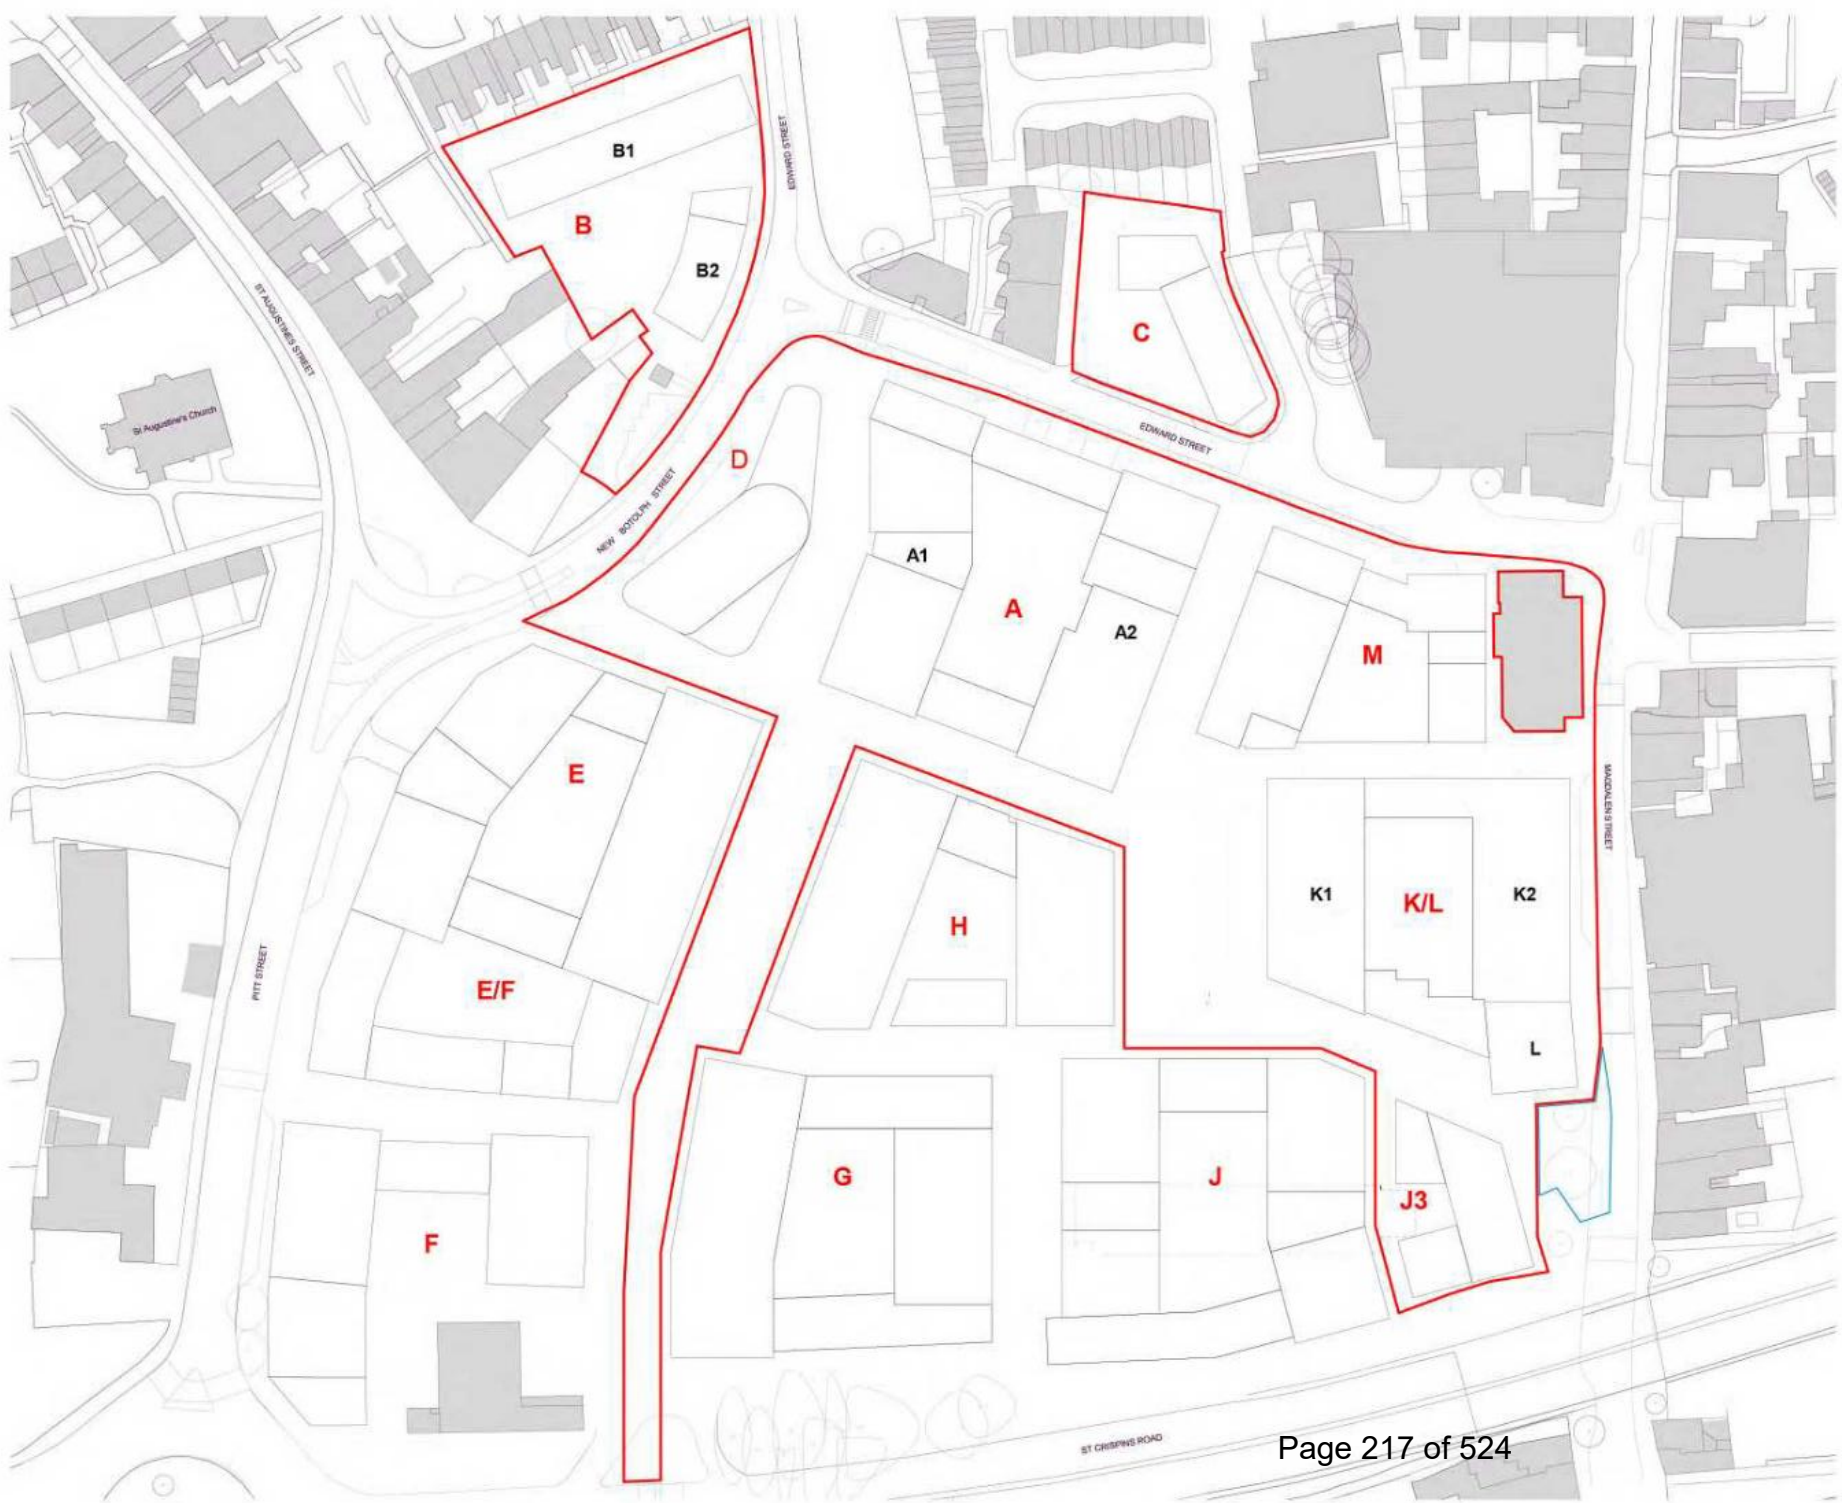 EDWARD STREET
B1
B
B2
ST AUGUSTINES STREET
C
St Augustine's Church
EDWARD STREET
D
NEW BOTOLPH STREET
A1
A
A2
M
E
MAGDALEN STREET
K1
K/L
K2
H
PITT STREET
E/F
L
G
J
J3
F
ST CRISPINS ROAD
Page 217 of 524